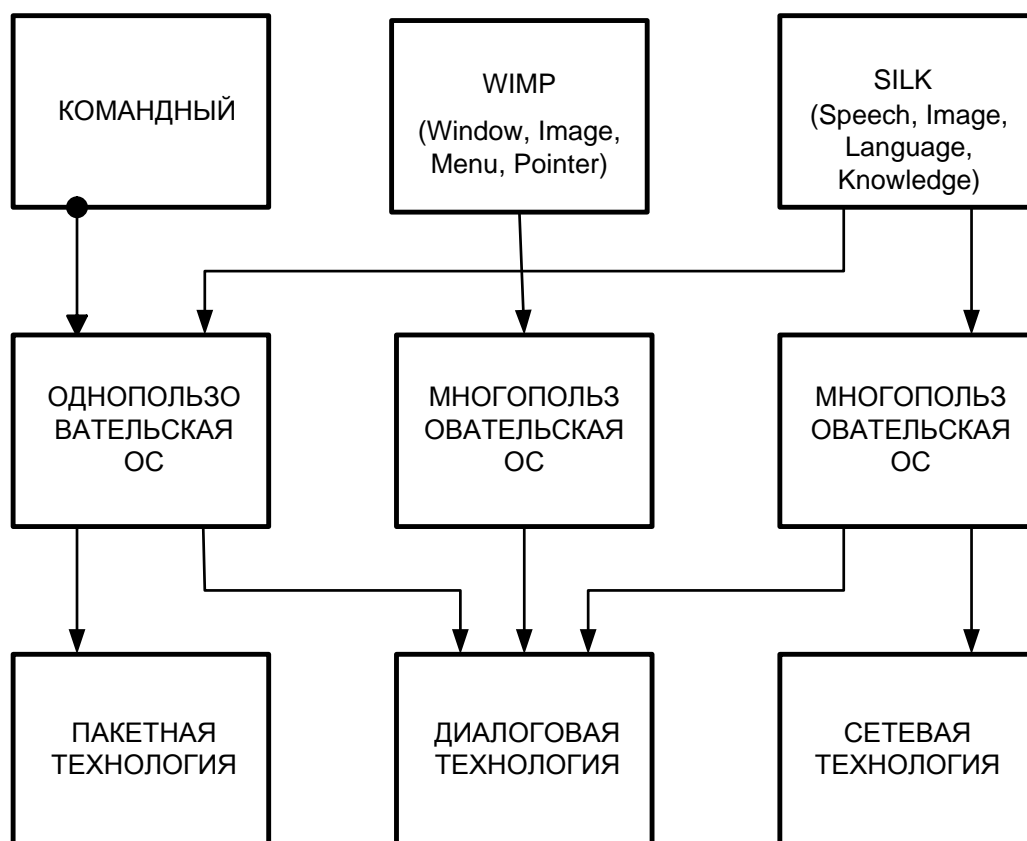 КОМАНДНЫЙ
WIMP
(Window, Image,
Menu, Pointer)
SILK
(Speech, Image,
Language,
Knowledge)
ОДНОПОЛЬЗО
ВАТЕЛЬСКАЯ
ОС
МНОГОПОЛЬЗ
ОВАТЕЛЬСКАЯ
ОС
МНОГОПОЛЬЗ
ОВАТЕЛЬСКАЯ
ОС
ПАКЕТНАЯ
ТЕХНОЛОГИЯ
ДИАЛОГОВАЯ
ТЕХНОЛОГИЯ
СЕТЕВАЯ
ТЕХНОЛОГИЯ